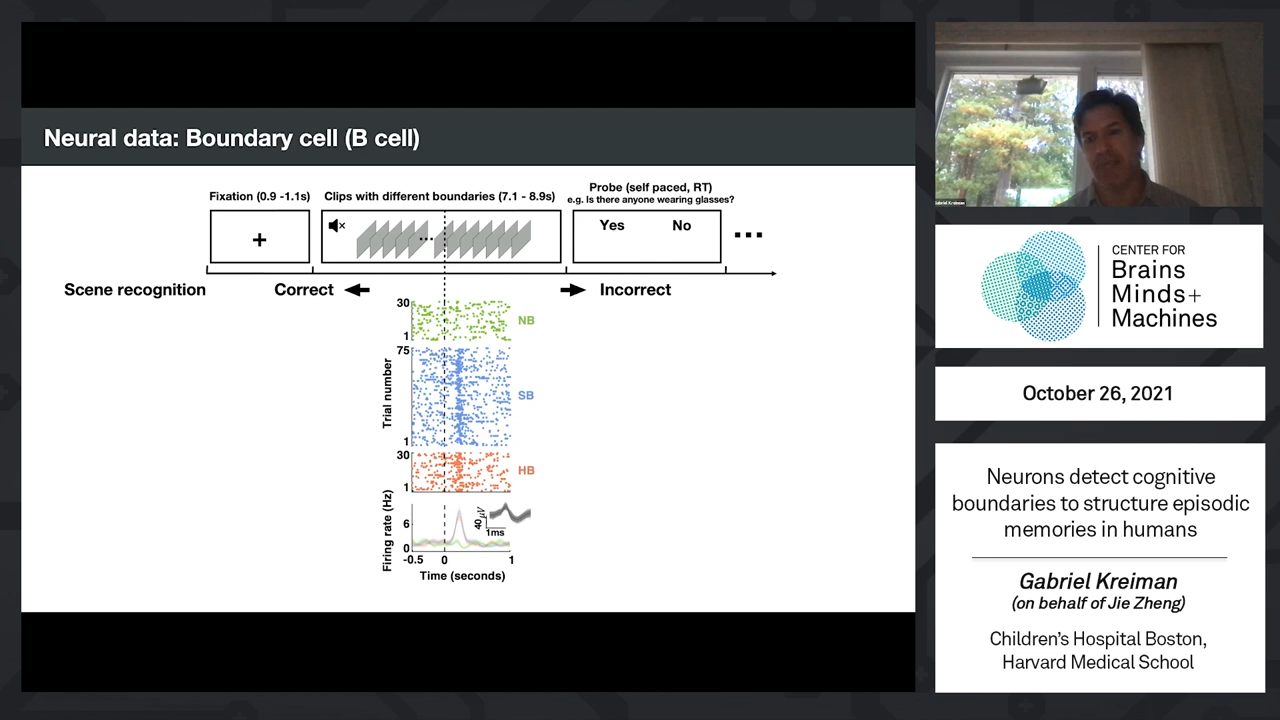 Neural data: Boundary cell (B cell)
Fixation (0.9 -1.1s)
Clips with different boundaries (7.1 - 8.9s)
Probe (self paced, RT)
e.g. Is there anyone wearing glasses?
+
...
Yes No
...
Scene recognition
Correct
Incorrect
30
1
NB
75
1
SB
30
1
HB
Trial number
Firing rate (Hz)
6
0
40 µV
1ms
-0.5 0 1
Time (seconds)
Gabriel Kreiman
CENTER FOR
Brains
Minds+
Machines
October 26, 2021
Neurons detect cognitive
boundaries to structure episodic
memories in humans
Gabriel Kreiman
(on behalf of Jie Zheng)
Children's Hospital Boston,
Harvard Medical School